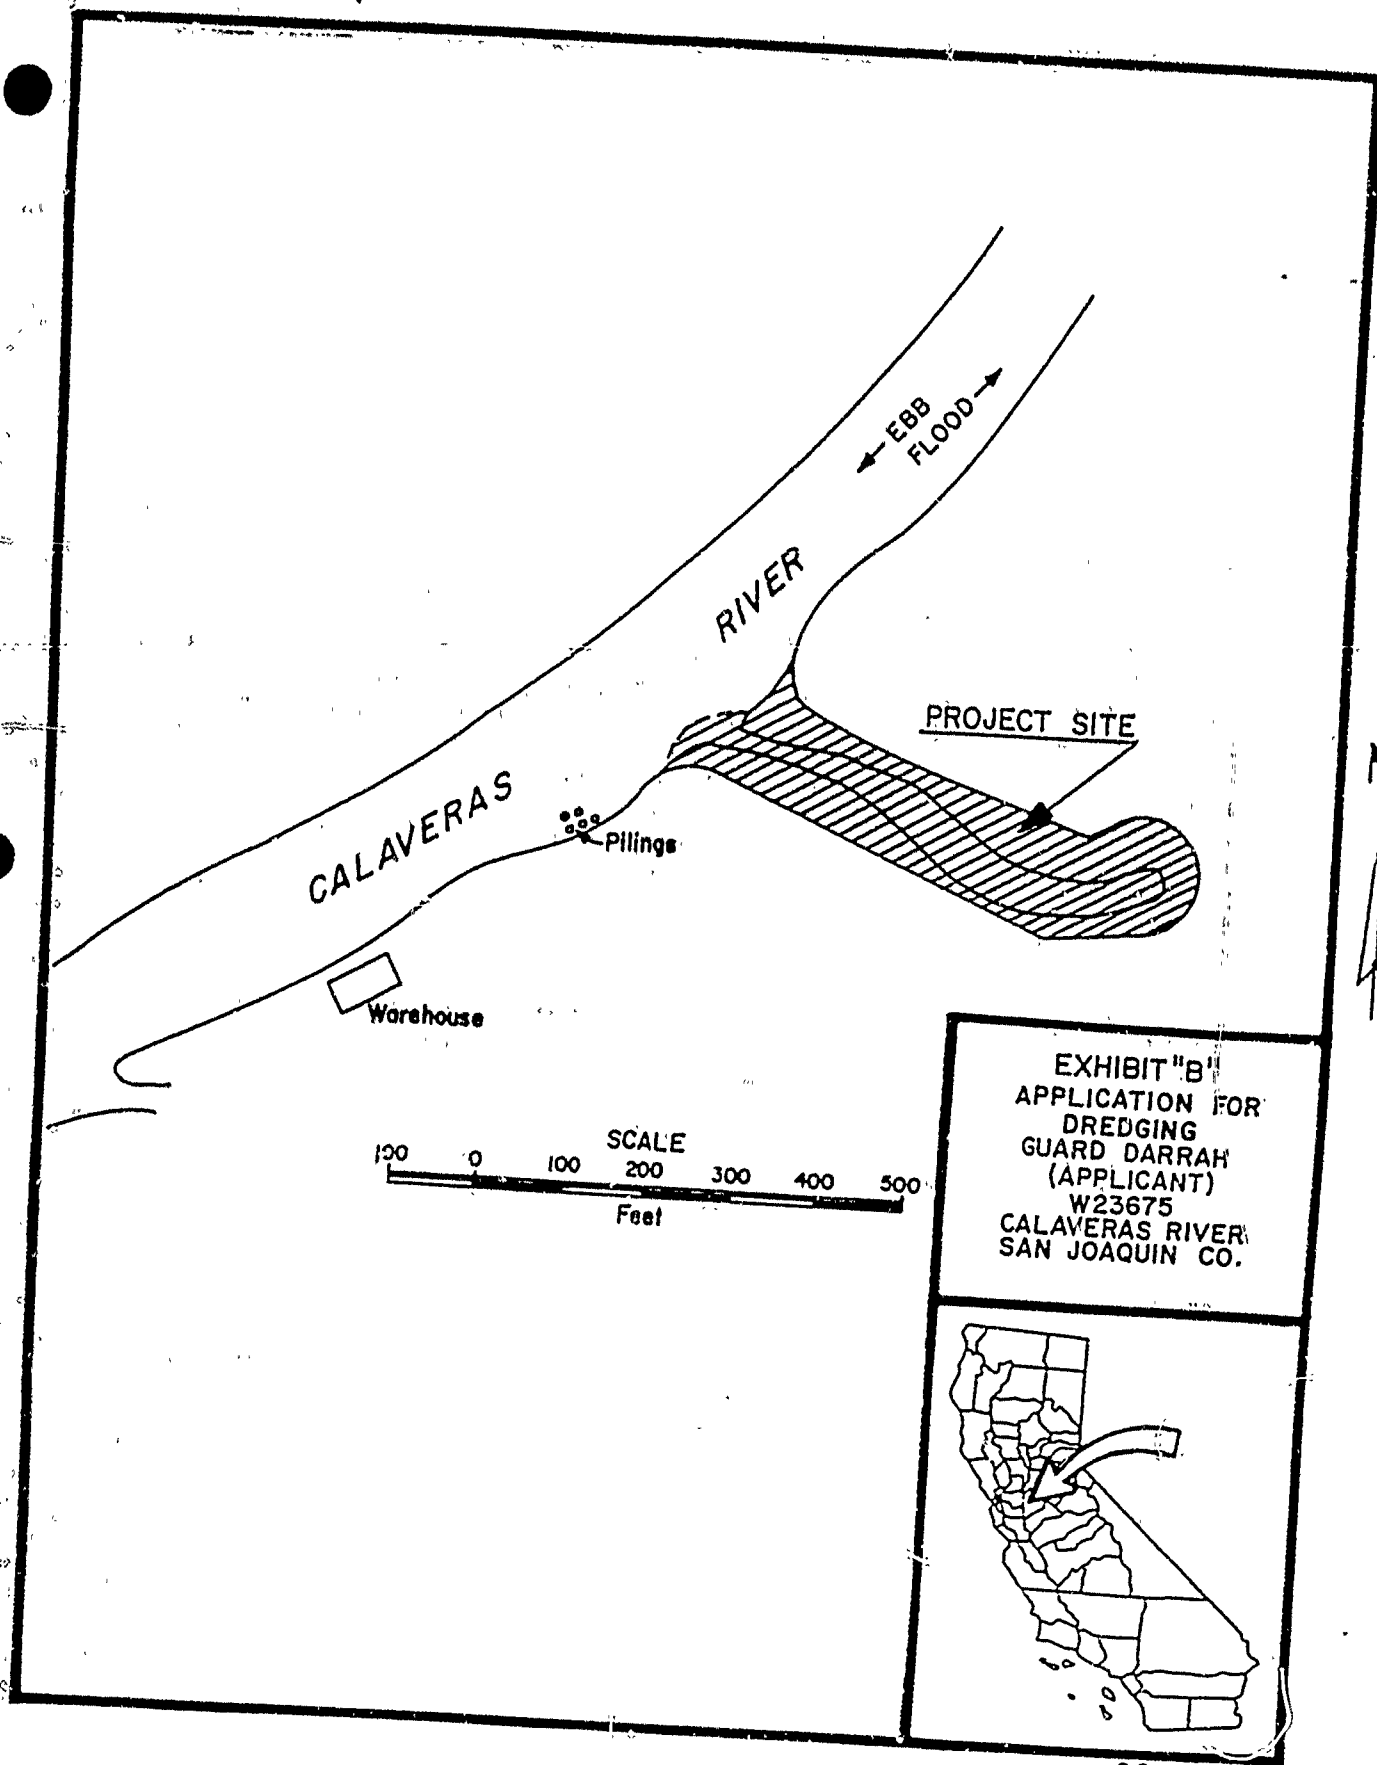 EBB
FLOOD
RIVER
PROJECT SITE
CALAVERAS
Pilings
Warehouse
SCALE
100 0 100 200 300 400 500
Feet
EXHIBIT "B"
APPLICATION FOR
DREDGING
GUARD DARRAH
(APPLICANT)
W23675
CALAVERAS RIVER
SAN JOAQUIN CO.